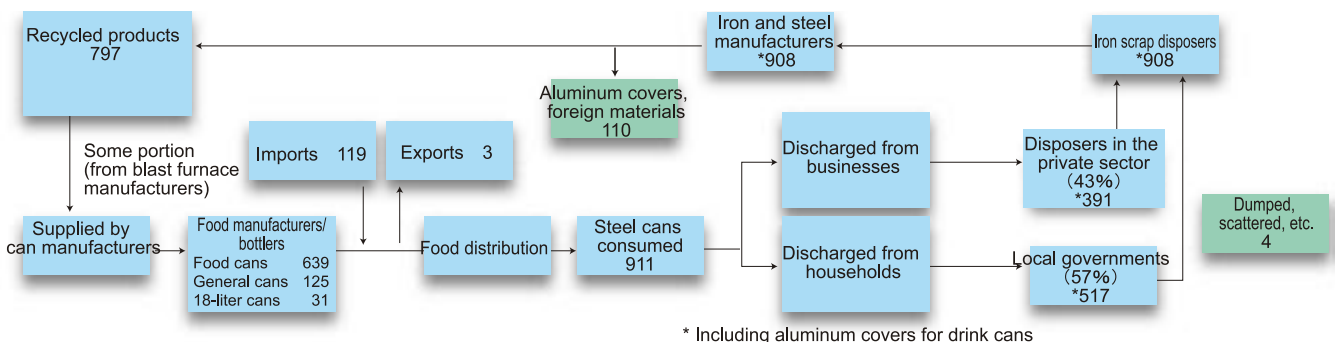 Recycled products
797
Iron and steel
manufacturers
*908
Iron scrap disposers
*908
Aluminum covers,
foreign materials
110
Some portion
(from blast furnace
manufacturers)
Imports 119
Exports 3
Discharged from
businesses
Disposers in the
private sector
(43%)
*391
Dumped,
scattered, etc.
4
Supplied by
can manufacturers
Food manufacturers/
bottlers
Food cans 639
General cans 125
18-liter cans 31
Food distribution
Steel cans
consumed
911
Discharged from
households
Local governments
(57%)
*517
* Including aluminum covers for drink cans